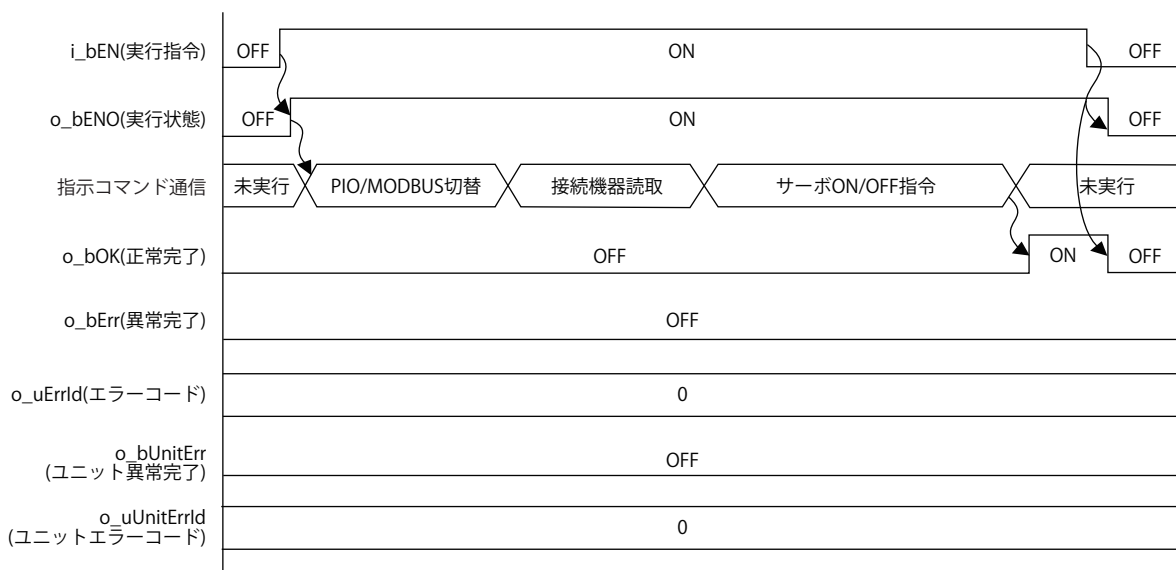 i_bEN(実行指令) OFF ON OFF
o_bENO(実行状態) OFF ON OFF
指示コマンド通信 未実行 PIO/MODBUS切替 接続機器読取 サーボON/OFF指令 未実行
o_bOK(正常完了) OFF ON OFF
o_bErr(異常完了) OFF
o_uErrId(エラーコード) 0
o_bUnitErr
(ユニット異常完了) OFF
o_uUnitErrId
(ユニットエラーコード) 0